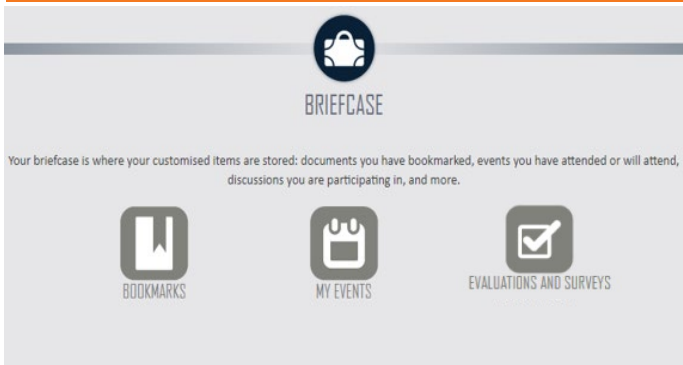 BRIEFCASE
Your briefcase is where your customised items are stored: documents you have bookmarked, events you have attended or will attend,
discussions you are participating in, and more.
BOOKMARKS
MY EVENTS
EVALUATIONS AND SURVEYS